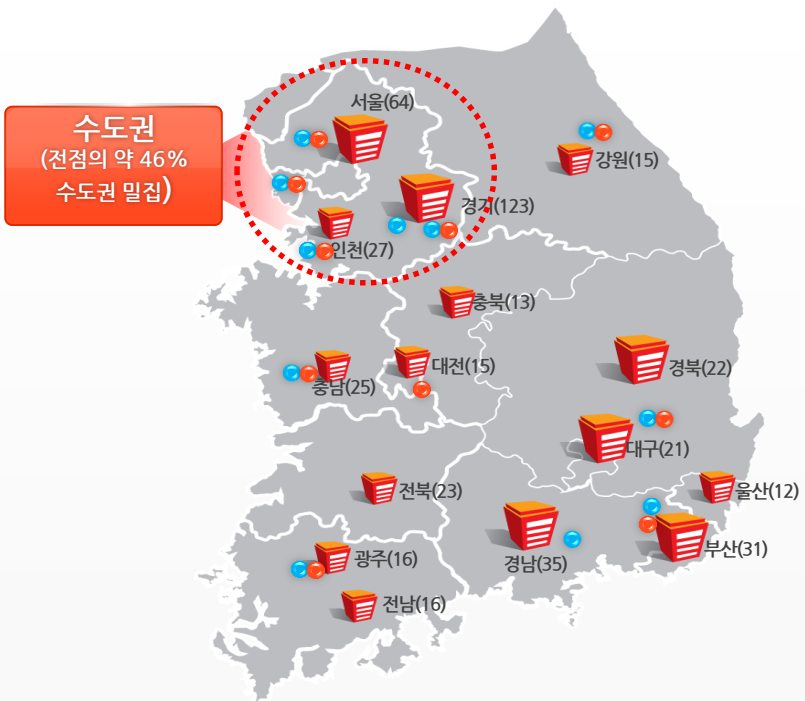 서울(64)
수도권
(전점의 약 46%
수도권 밀집)
강원(15)
경기(123)
인천(27)
충북(13)
대전(15)
경북(22)
충남(25)
대구(21)
전북(23)
울산(12)
부산(31)
광주(16)
경남(35)
전남(16)